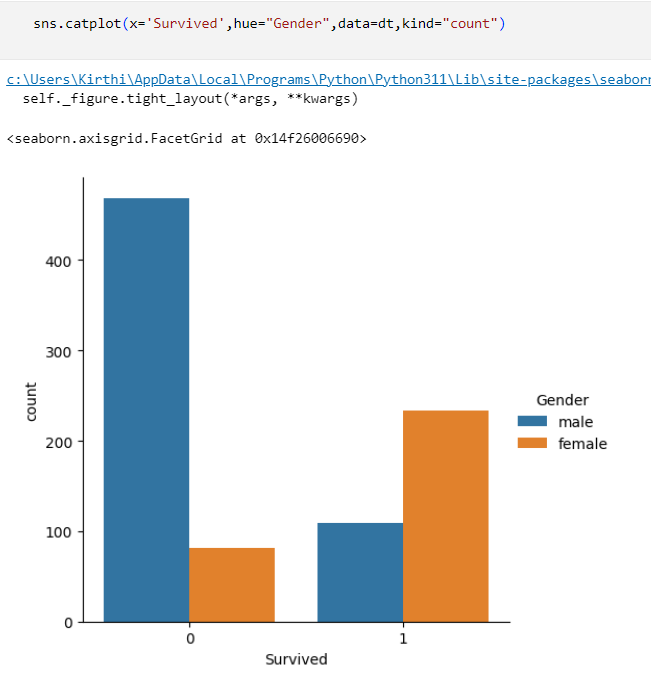 sns.catplot(x='Survived',hue="Gender",data=dt,kind="count")
c:\Users\Kirthi\AppData\Local\Programs\Python\Python311\Lib\site-packages\seaborn
self._figure.tight_layout(*args, **kwargs)
<seaborn.axisgrid.FacetGrid at 0x14f26006690>
400
300
200
100
0
count
0 1
Survived
Gender
male
female